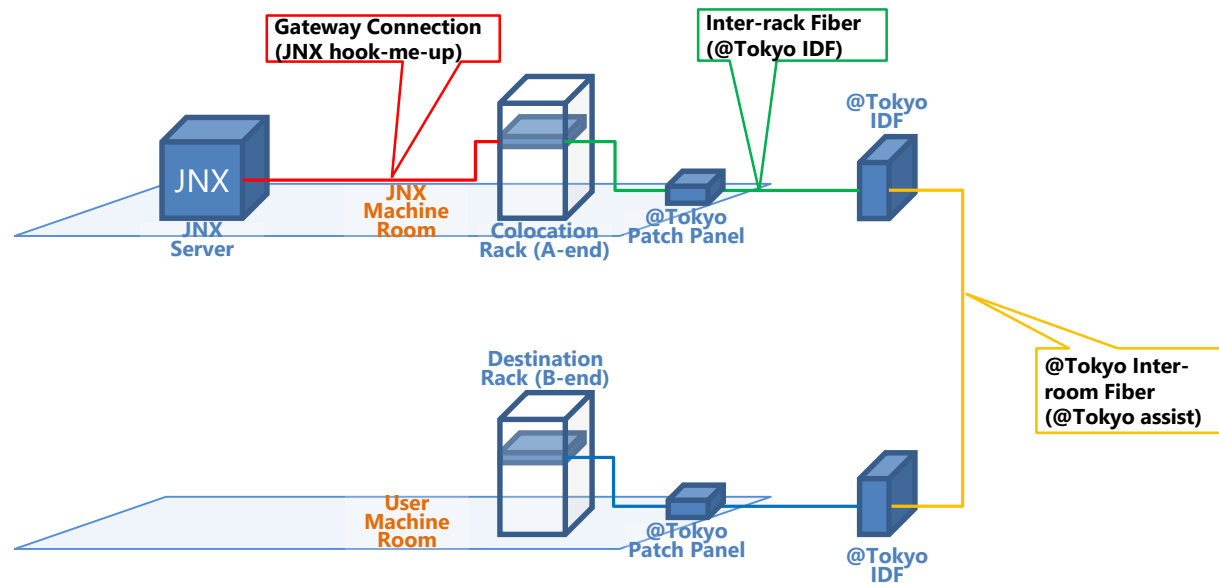 Gateway Connection
(JNX hook-me-up)
Inter-rack Fiber
(@Tokyo IDF)
@Tokyo
IDF
JNX
JNX
Server
JNX
Machine
Room
Colocation
Rack (A-end)
@Tokyo
Patch Panel
Destination
Rack (B-end)
@Tokyo Inter-
room Fiber
(@Tokyo assist)
User
Machine
Room
@Tokyo
Patch Panel
@Tokyo
IDF